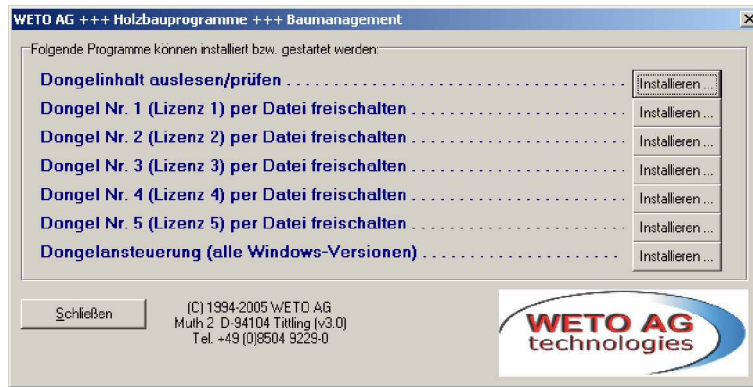 WETO AG +++ Holzbauprogramme +++ Baumanagement
Folgende Programme können installiert bzw. gestartet werden:
Dongelinhalt auslesen/prüfen . . . . . . . . . . . . . . . . . . . . . . . . . . . . . . . . . . . . . Installieren ...
Dongel Nr. 1 (Lizenz 1) per Datei freischalten . . . . . . . . . . . . . . . . . . . . . . . . Installieren ...
Dongel Nr. 2 (Lizenz 2) per Datei freischalten . . . . . . . . . . . . . . . . . . . . . . . . Installieren ...
Dongel Nr. 3 (Lizenz 3) per Datei freischalten . . . . . . . . . . . . . . . . . . . . . . . . Installieren ...
Dongel Nr. 4 (Lizenz 4) per Datei freischalten . . . . . . . . . . . . . . . . . . . . . . . . Installieren ...
Dongel Nr. 5 (Lizenz 5) per Datei freischalten . . . . . . . . . . . . . . . . . . . . . . . . Installieren ...
Dongelansteuerung (alle Windows-Versionen) . . . . . . . . . . . . . . . . . . . . . . . Installieren ...
Schließen
(C) 1994-2005 WETO AG
Muth 2 D-94104 Tittling (v3.0)
Tel. +49 (0)8504 9229-0
WETO AG
technologies